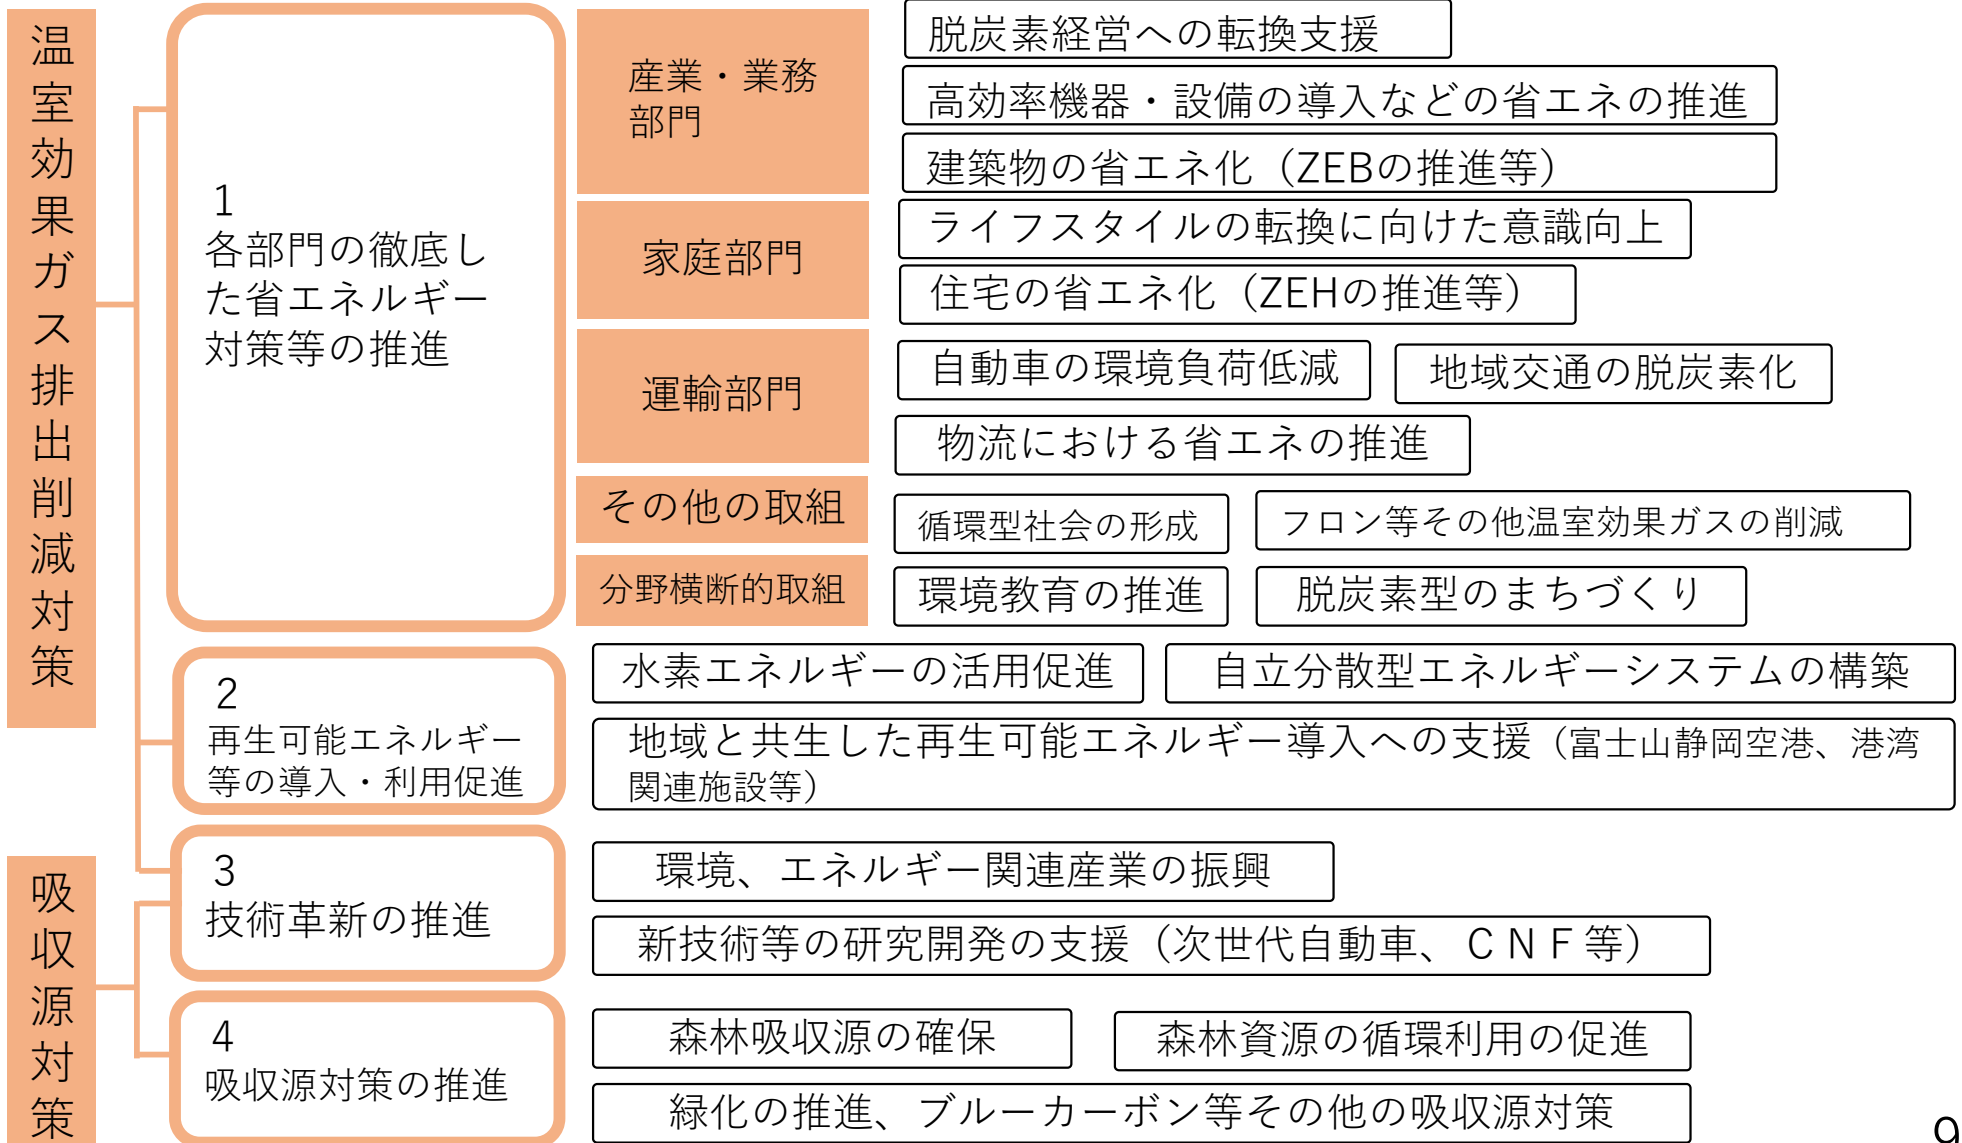 温室効果ガス排出削減対策
1
各部門の徹底し
た省エネルギー
対策等の推進
産業・業務
部門
脱炭素経営への転換支援
高効率機器・設備の導入などの省エネの推進
建築物の省エネ化（ZEBの推進等）
家庭部門
ライフスタイルの転換に向けた意識向上
住宅の省エネ化（ZEHの推進等）
運輸部門
自動車の環境負荷低減
地域交通の脱炭素化
物流における省エネの推進
その他の取組
循環型社会の形成
フロン等その他温室効果ガスの削減
分野横断的取組
環境教育の推進
脱炭素型のまちづくり
2
再生可能エネルギー
等の導入・利用促進
水素エネルギーの活用促進
自立分散型エネルギーシステムの構築
地域と共生した再生可能エネルギー導入への支援（富士山静岡空港、港湾
関連施設等）
吸収源対策
3
技術革新の推進
環境、エネルギー関連産業の振興
新技術等の研究開発の支援（次世代自動車、ＣＮＦ等）
4
吸収源対策の推進
森林吸収源の確保
森林資源の循環利用の促進
緑化の推進、ブルーカーボン等その他の吸収源対策
9